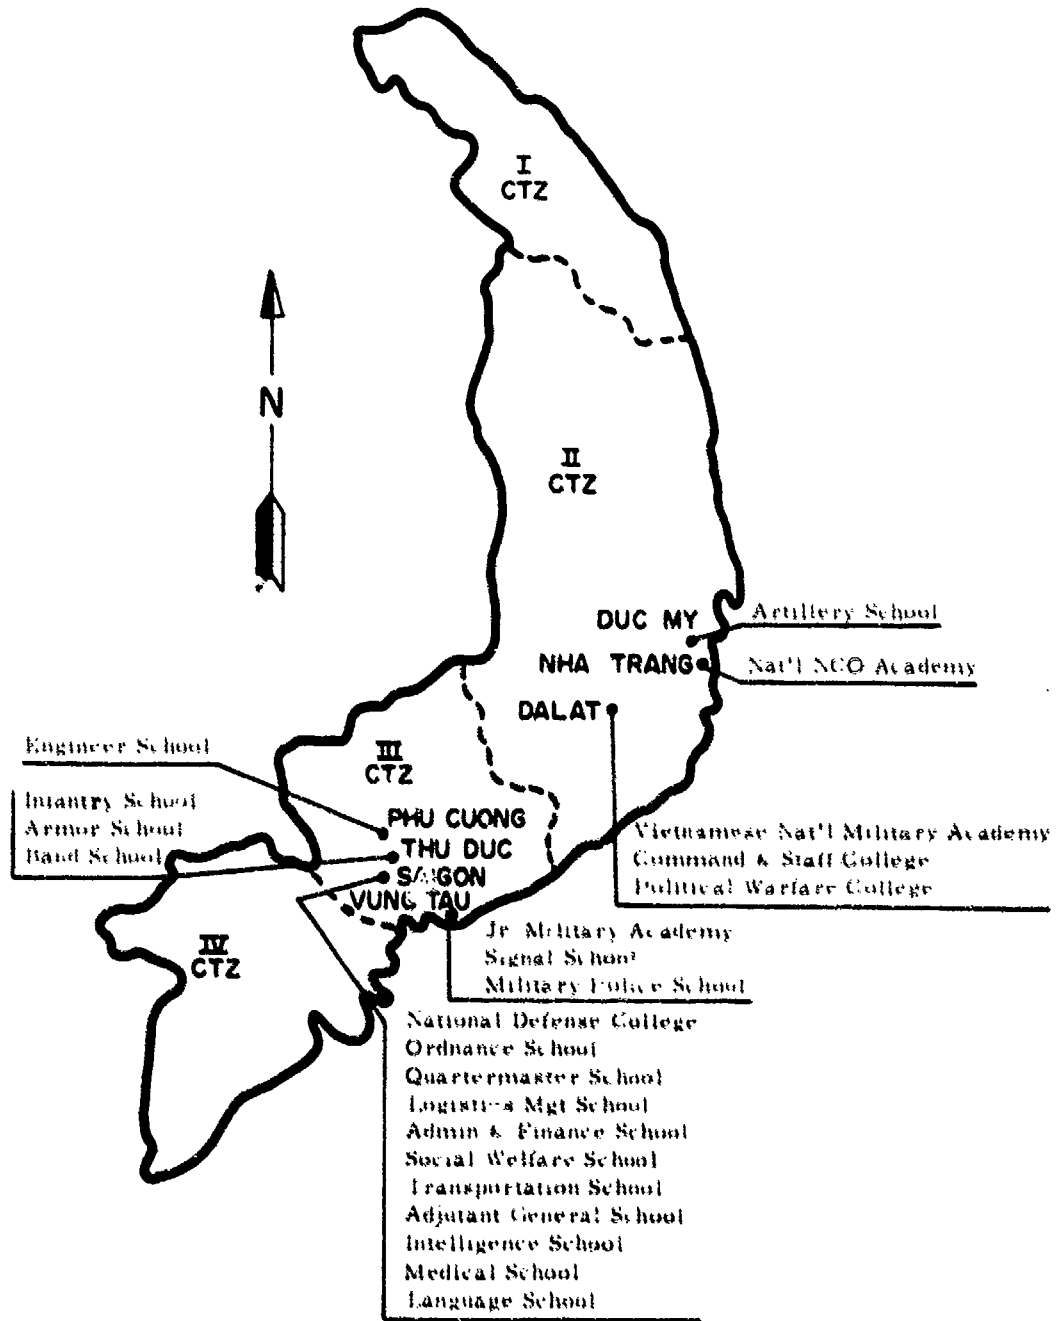 I
CTZ
N
II
CTZ
DUC MY
Artillery School
NHA TRANG
Nat'l NCO Academy
DALAT
Vietnamese Nat'l Military Academy
Command & Staff College
Political Warfare College
III
CTZ
Engineer School
PHU CUONG
Infantry School
Armor School
Band School
THU DUC
SAIGON
VUNG TAU
Jr Military Academy
Signal School
Military Police School
IV
CTZ
National Defense College
Ordnance School
Quartermaster School
Logistics Mgt School
Admin & Finance School
Social Welfare School
Transportation School
Adjutant General School
Intelligence School
Medical School
Language School